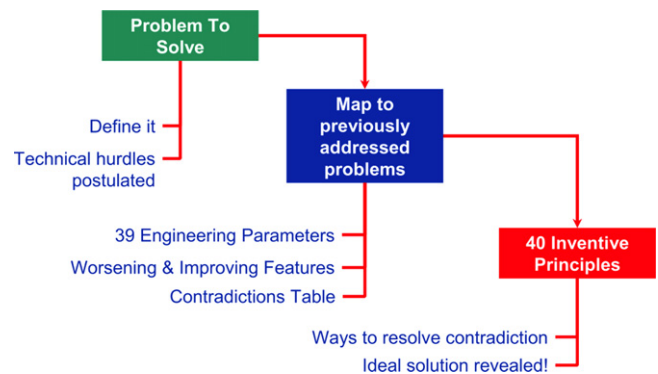 Problem To
Solve
Define it
Technical hurdles
postulated
Map to
previously
addressed
problems
39 Engineering Parameters
Worsening & Improving Features
Contradictions Table
40 Inventive
Principles
Ways to resolve contradiction
Ideal solution revealed!